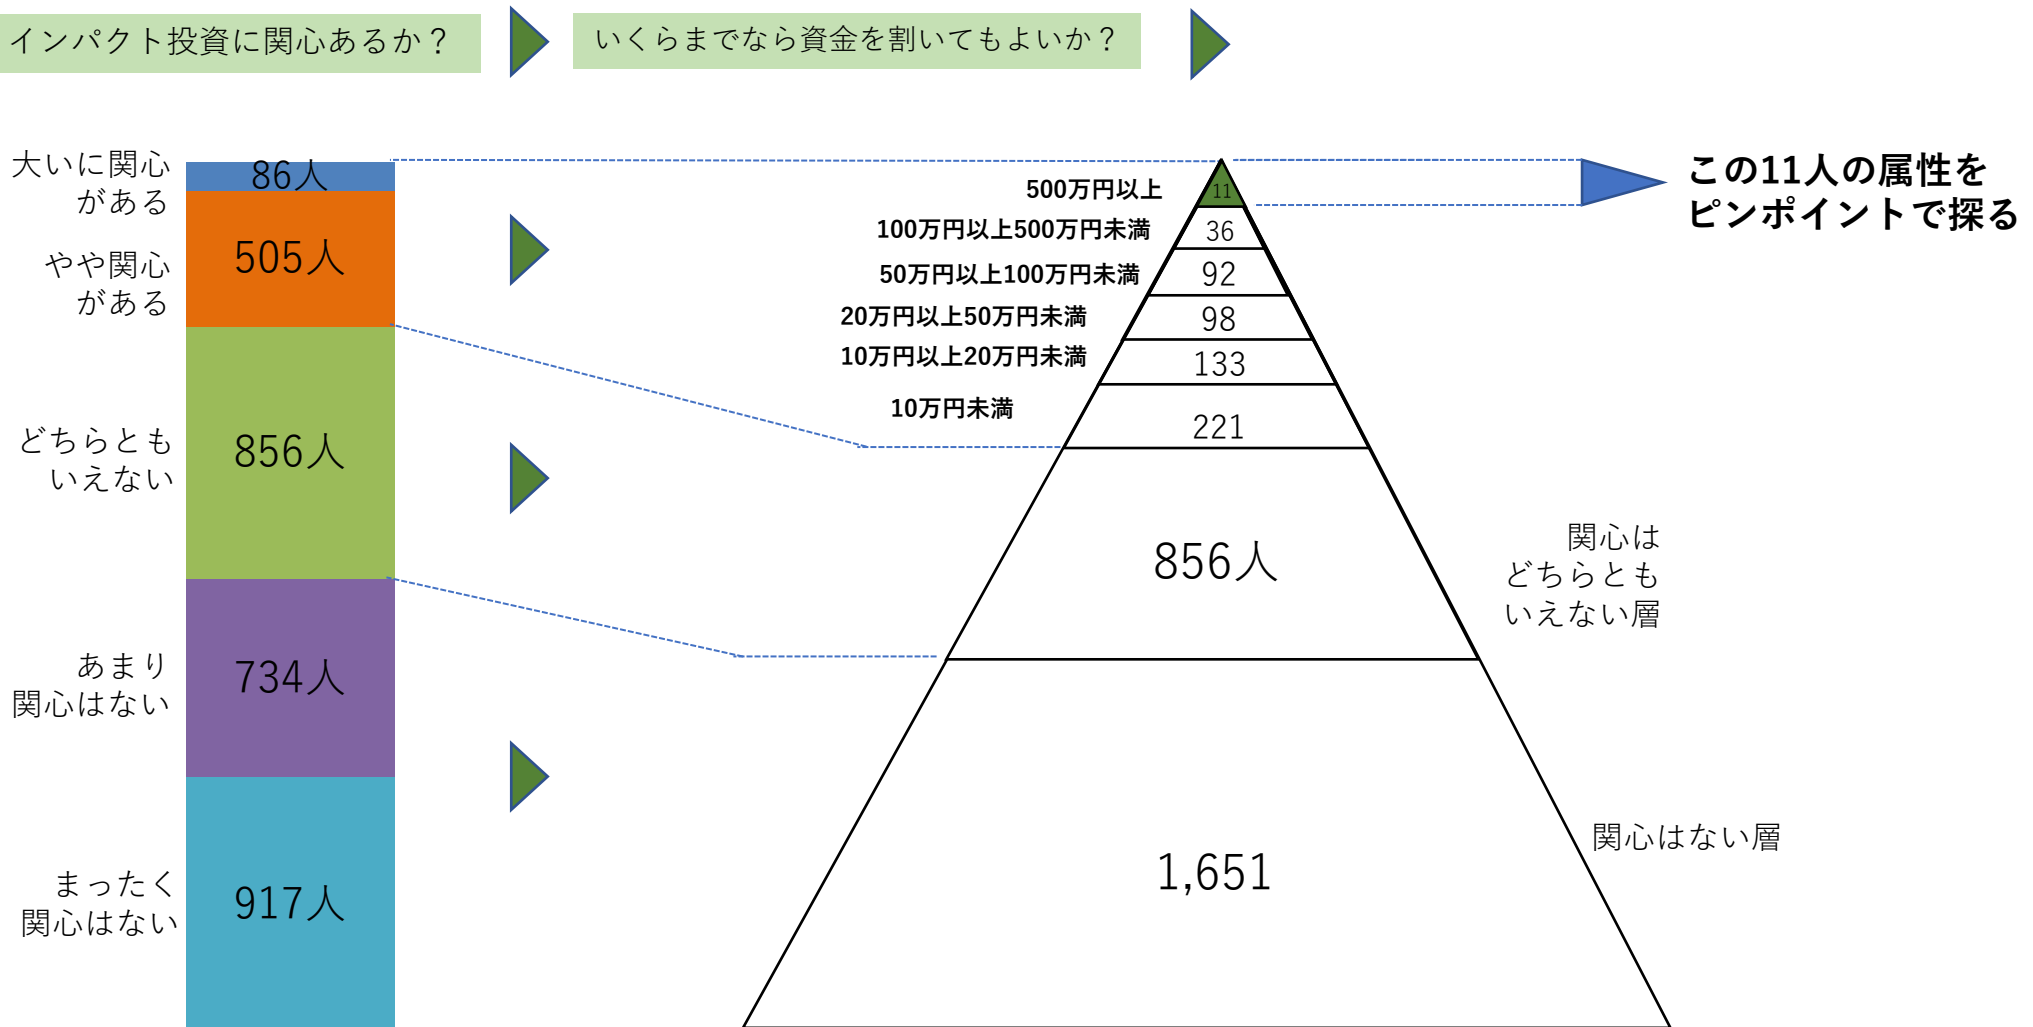 インパクト投資に関心あるか？
いくらまでなら資金を割いてもよいか？
大いに関心
がある
86人
やや関心
がある
505人
どちらとも
いえない
856人
あまり
関心はない
734人
まったく
関心はない
917人
500万円以上
11
100万円以上500万円未満
36
50万円以上100万円未満
92
20万円以上50万円未満
98
10万円以上20万円未満
133
10万円未満
221
856人
関心は
どちらとも
いえない層
1,651
関心はない層
この11人の属性を
ピンポイントで探る